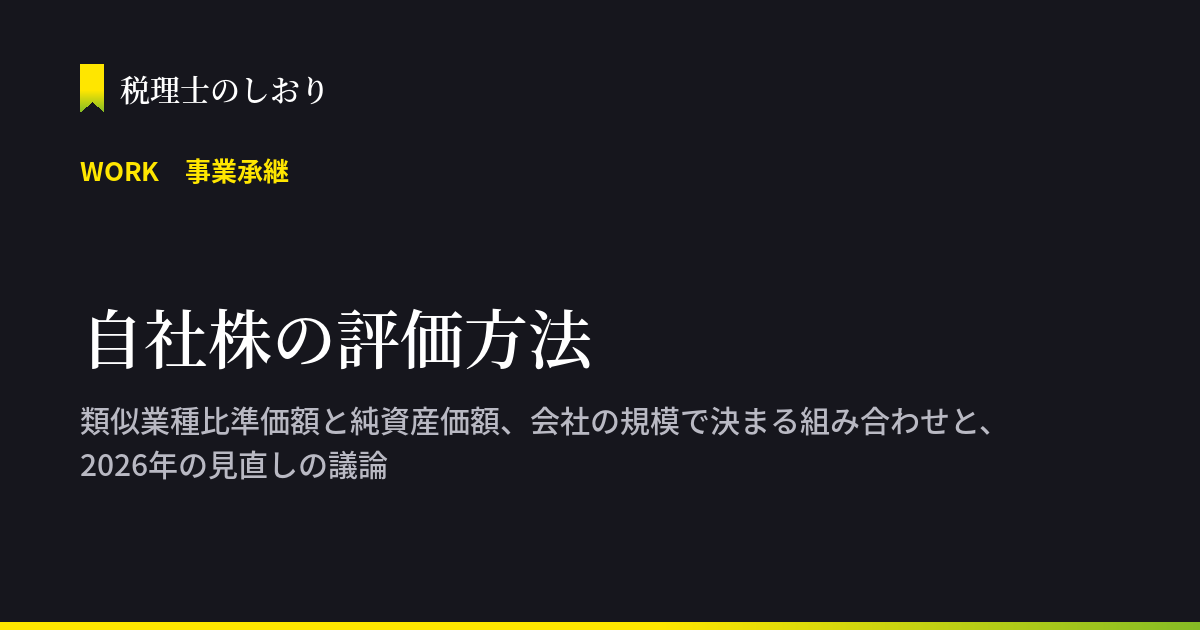 税理士のしおり
WORK　事業承継
自社株の評価方法
類似業種比準価額と純資産価額、会社の規模で決まる組み合わせと、
2026年の見直しの議論